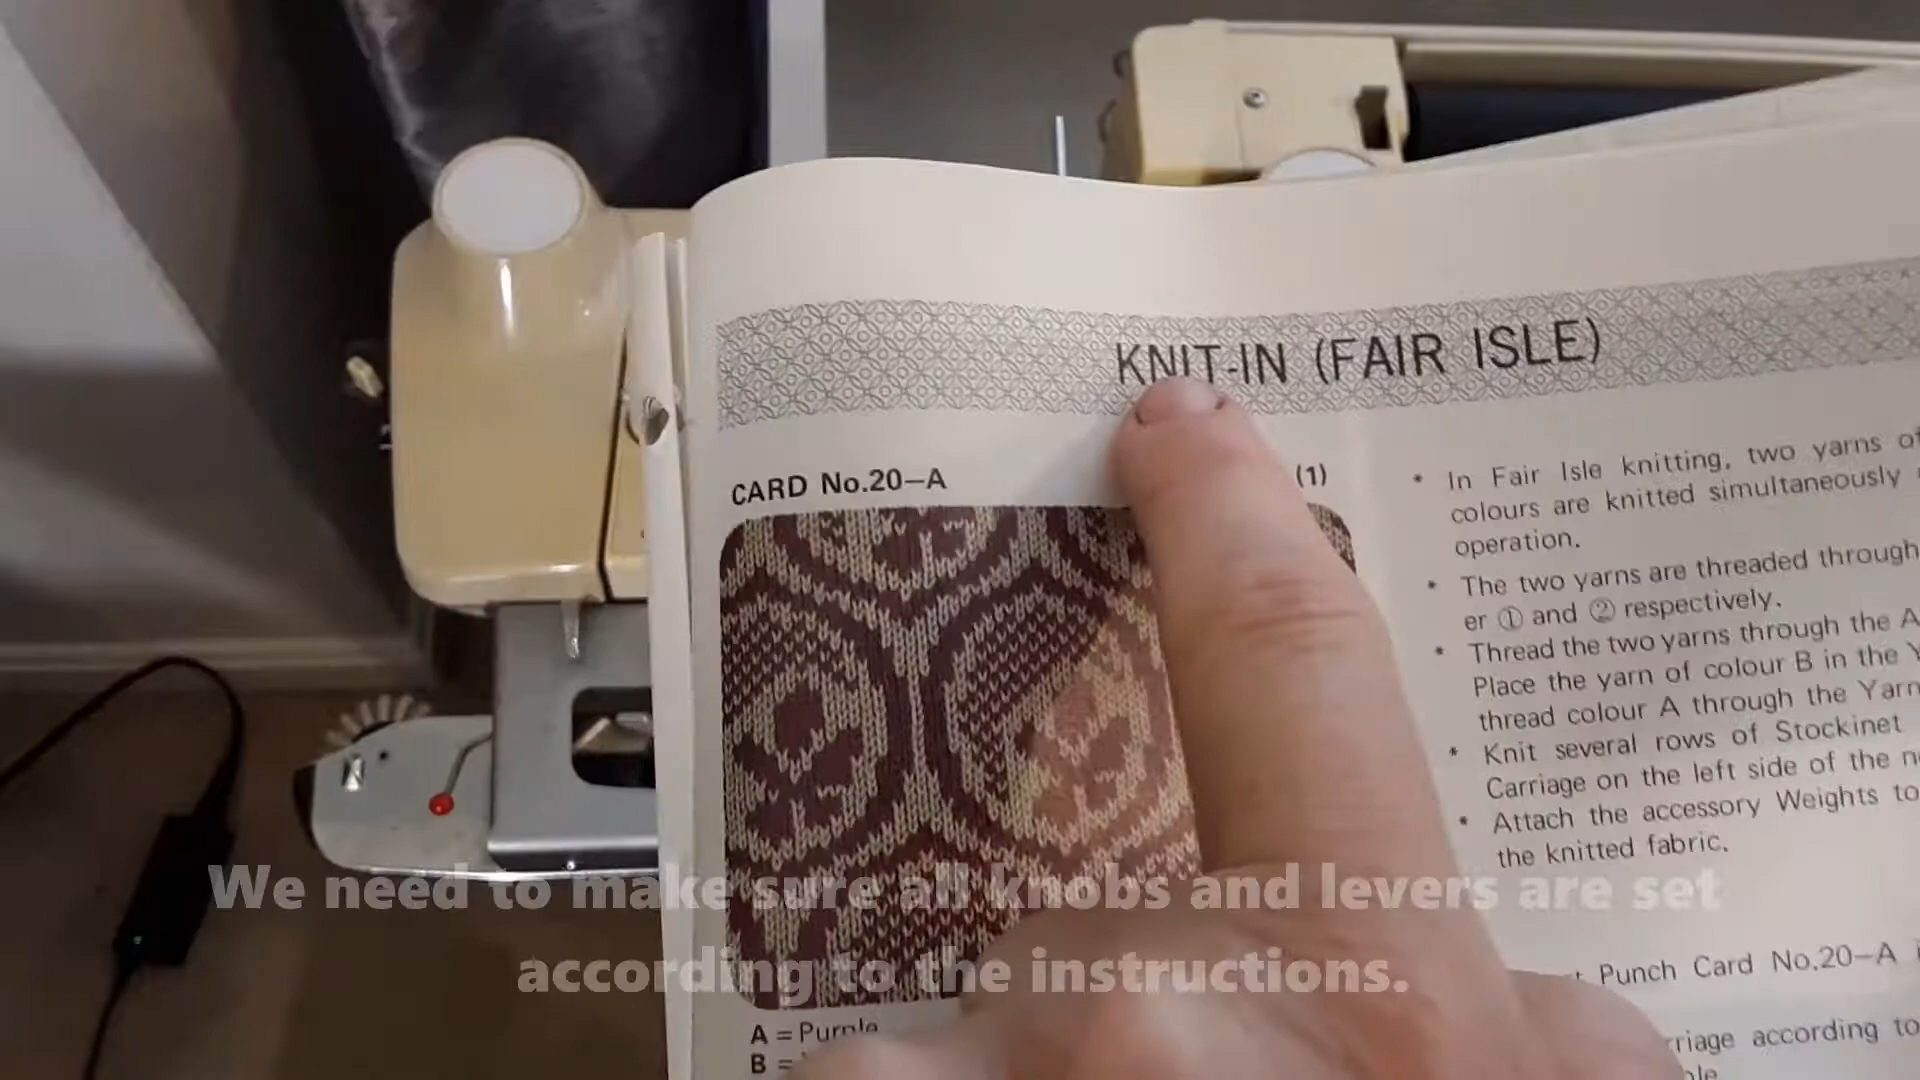 KNIT-IN (FAIR ISLE)
CARD No.20—A
(1)
* In Fair Isle knitting, two yarns of
colours are knitted simultaneously
operation.
* The two yarns are threaded through
er ① and ② respectively.
* Thread the two yarns through the A
Place the yarn of colour B in the Y
thread colour A through the Yarn
* Knit several rows of Stockinet
Carriage on the left side of the
* Attach the accessory Weights to
the knitted fabric.
Punch Card No.20—A
rriage according to
A = Purple
B =
We need to make sure all knobs and levers are set
according to the instructions.